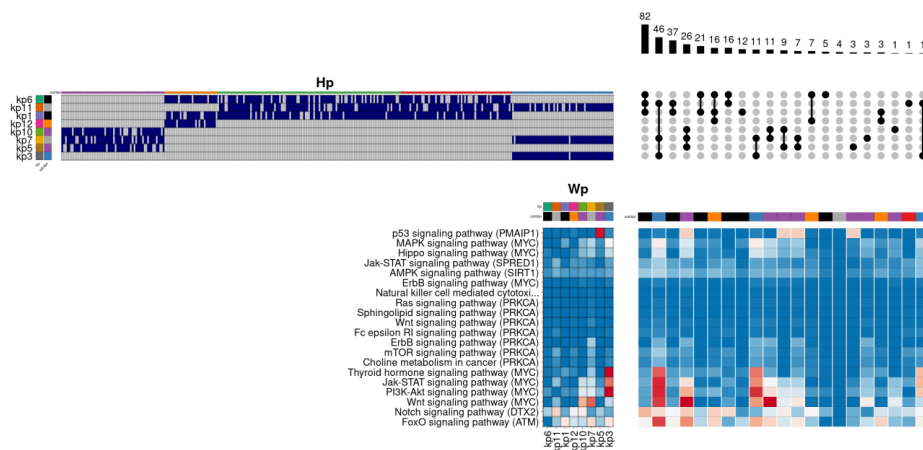 82
46 37 26 21 16 16 12 11 11 9 7 7 5 4 3 3 3 1 1 1
Hp
kp6
kp11
kp1
kp12
kp10
kp7
kp5
kp3
Wp
p53 signaling pathway (PMAIP1)
MAPK signaling pathway (MYC)
Hippo signaling pathway (MYC)
Jak-STAT signaling pathway (SPRED1)
AMPK signaling pathway (SIRT1)
ErbB signaling pathway (MYC)
Natural killer cell mediated cytotoxi...
Ras signaling pathway (PRKCA)
Sphingolipid signaling pathway (PRKCA)
Wnt signaling pathway (PRKCA)
Fc epsilon RI signaling pathway (PRKCA)
ErbB signaling pathway (PRKCA)
mTOR signaling pathway (PRKCA)
Choline metabolism in cancer (PRKCA)
Thyroid hormone signaling pathway (MYC)
Jak-STAT signaling pathway (MYC)
PI3K-Akt signaling pathway (MYC)
Wnt signaling pathway (MYC)
Notch signaling pathway (DTX2)
FoxO signaling pathway (ATM)
kp6 kp11 kp1 kp12 kp10 kp7 kp5 kp3